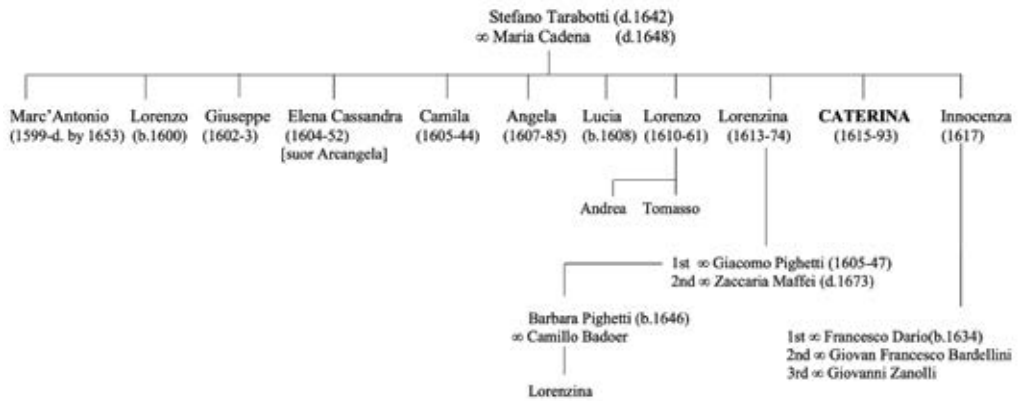 Stefano Tarabotti (d.1642)
∞ Maria Cadena (d.1648)
Marc'Antonio Lorenzo Giuseppe Elena Cassandra Camila Angela Lucia Lorenzo Lorenzina CATERINA Innocenza
(1599-d. by 1653) (b.1600) (1602-3) (1604-52) (1605-44) (1607-85) (b.1608) (1610-61) (1613-74) (1615-93) (1617)
[suor Arcangela]
Andrea Tomasso
1st ∞ Giacomo Pighetti (1605-47)
2nd ∞ Zaccaria Maffei (d.1673)
Barbara Pighetti (b.1646)
∞ Camillo Badoer
1st ∞ Francesco Dario(b.1634)
2nd ∞ Giovan Francesco Bardellini
3rd ∞ Giovanni Zanolli
Lorenzina